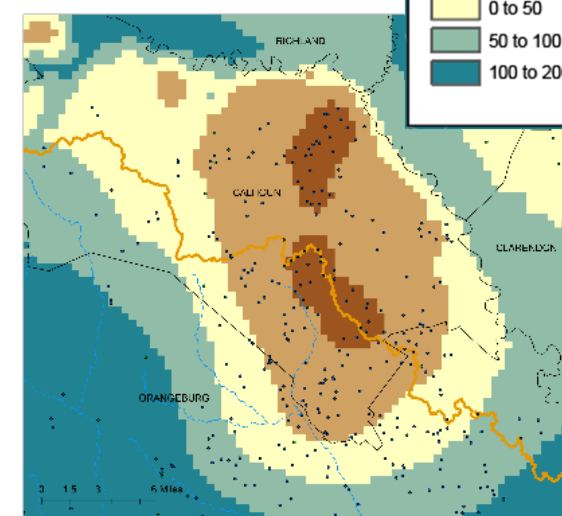 0 to 50
50 to 100
100 to 20
RICHLAND
CALHOUN
CLARENDON
ORANGEBURG
0 1.5 3 6 Miles